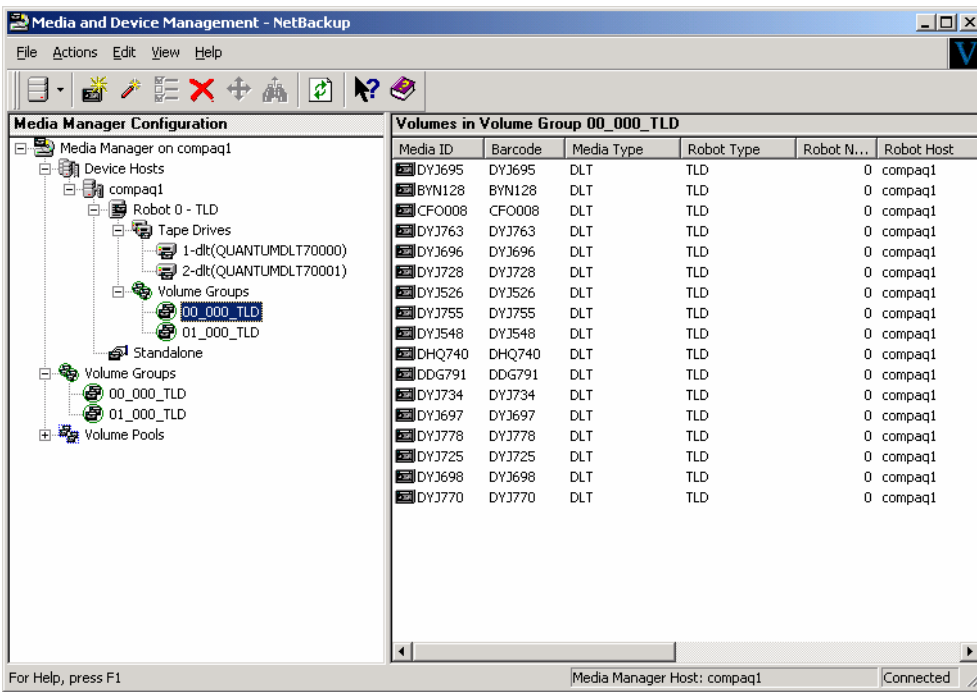 Media and Device Management - NetBackup
File Actions Edit View Help
V
Media Manager Configuration
Media Manager on compaq1
Device Hosts
compaq1
Robot 0 - TLD
Tape Drives
1-dlt(QUANTUMDLT70000)
2-dlt(QUANTUMDLT70001)
Volume Groups
00_000_TLD
01_000_TLD
Standalone
Volume Groups
00_000_TLD
01_000_TLD
Volume Pools
Volumes in Volume Group 00_000_TLD
Media ID Barcode Media Type Robot Type Robot N... Robot Host
DYJ695 DYJ695 DLT TLD 0 compaq1
BYN128 BYN128 DLT TLD 0 compaq1
CFO008 CFO008 DLT TLD 0 compaq1
DYJ763 DYJ763 DLT TLD 0 compaq1
DYJ696 DYJ696 DLT TLD 0 compaq1
DYJ728 DYJ728 DLT TLD 0 compaq1
DYJ526 DYJ526 DLT TLD 0 compaq1
DYJ755 DYJ755 DLT TLD 0 compaq1
DYJ548 DYJ548 DLT TLD 0 compaq1
DHQ740 DHQ740 DLT TLD 0 compaq1
DDG791 DDG791 DLT TLD 0 compaq1
DYJ734 DYJ734 DLT TLD 0 compaq1
DYJ697 DYJ697 DLT TLD 0 compaq1
DYJ778 DYJ778 DLT TLD 0 compaq1
DYJ725 DYJ725 DLT TLD 0 compaq1
DYJ698 DYJ698 DLT TLD 0 compaq1
DYJ770 DYJ770 DLT TLD 0 compaq1
For Help, press F1
Media Manager Host: compaq1
Connected